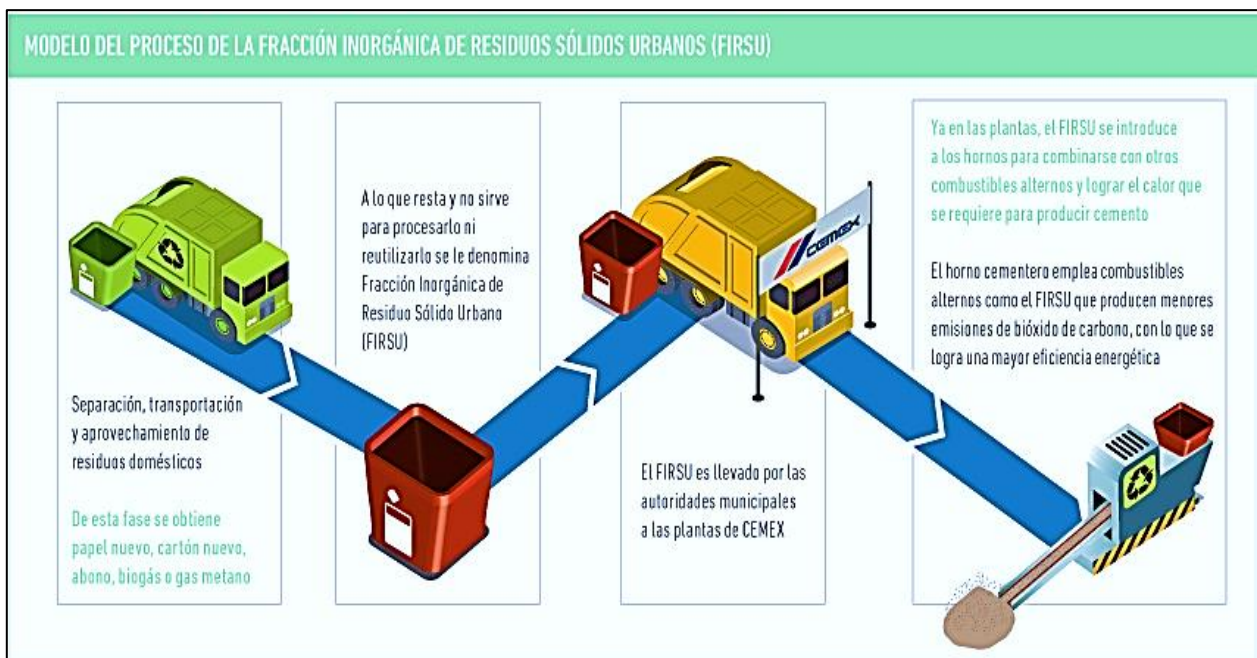 MODELO DEL PROCESO DE LA FRACCIÓN INORGÁNICA DE RESIDUOS SÓLIDOS URBANOS (FIRSU)
Separación, transportación
y aprovechamiento de
residuos domésticos
De esta fase se obtiene
papel nuevo, cartón nuevo,
abono, biogás o gas metano
A lo que resta y no sirve
para procesarlo ni
reutilizarlo se le denomina
Fracción Inorgánica de
Residuo Sólido Urbano
(FIRSU)
CEMEX
El FIRSU es llevado por las
autoridades municipales
a las plantas de CEMEX
Ya en las plantas, el FIRSU se introduce
a los hornos para combinarse con otros
combustibles alternos y lograr el calor que
se requiere para producir cemento
El horno cementero emplea combustibles
alternos como el FIRSU que producen menores
emisiones de bióxido de carbono, con lo que se
logra una mayor eficiencia energética